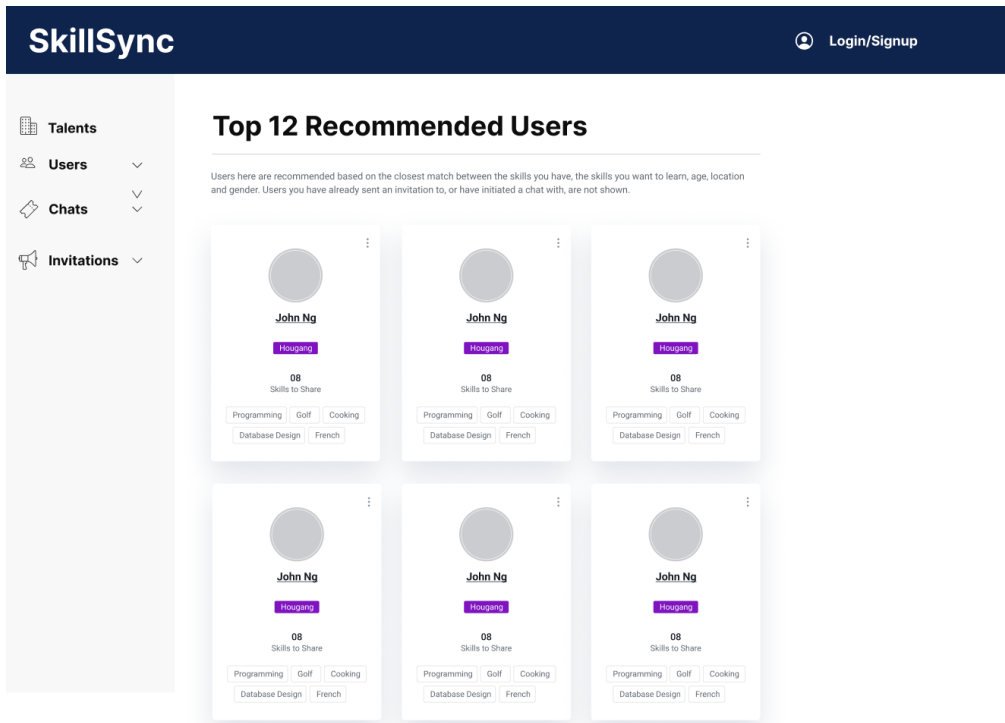 SkillSync
Login/Signup
Talents
Users
Chats
Invitations
Top 12 Recommended Users
Users here are recommended based on the closest match between the skills you have, the skills you want to learn, age, location
and gender. Users you have already sent an invitation to, or have initiated a chat with, are not shown.
John Ng
Hougang
08
Skills to Share
Programming Golf Cooking
Database Design French
John Ng
Hougang
08
Skills to Share
Programming Golf Cooking
Database Design French
John Ng
Hougang
08
Skills to Share
Programming Golf Cooking
Database Design French
John Ng
Hougang
08
Skills to Share
Programming Golf Cooking
Database Design French
John Ng
Hougang
08
Skills to Share
Programming Golf Cooking
Database Design French
John Ng
Hougang
08
Skills to Share
Programming Golf Cooking
Database Design French